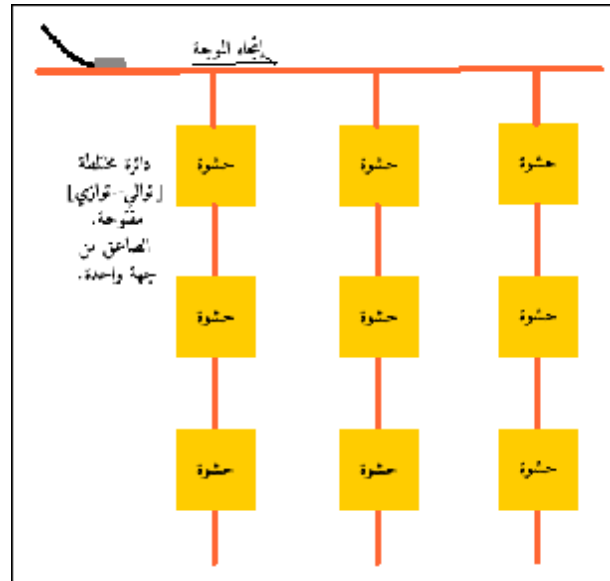 إتجاه الموجة
حشوة حشوة حشوة
دائرة مختلطة
[توالي--توازي]
مفتوحة.
الصاعق من
جهة واحدة.
حشوة حشوة حشوة
حشوة حشوة حشوة